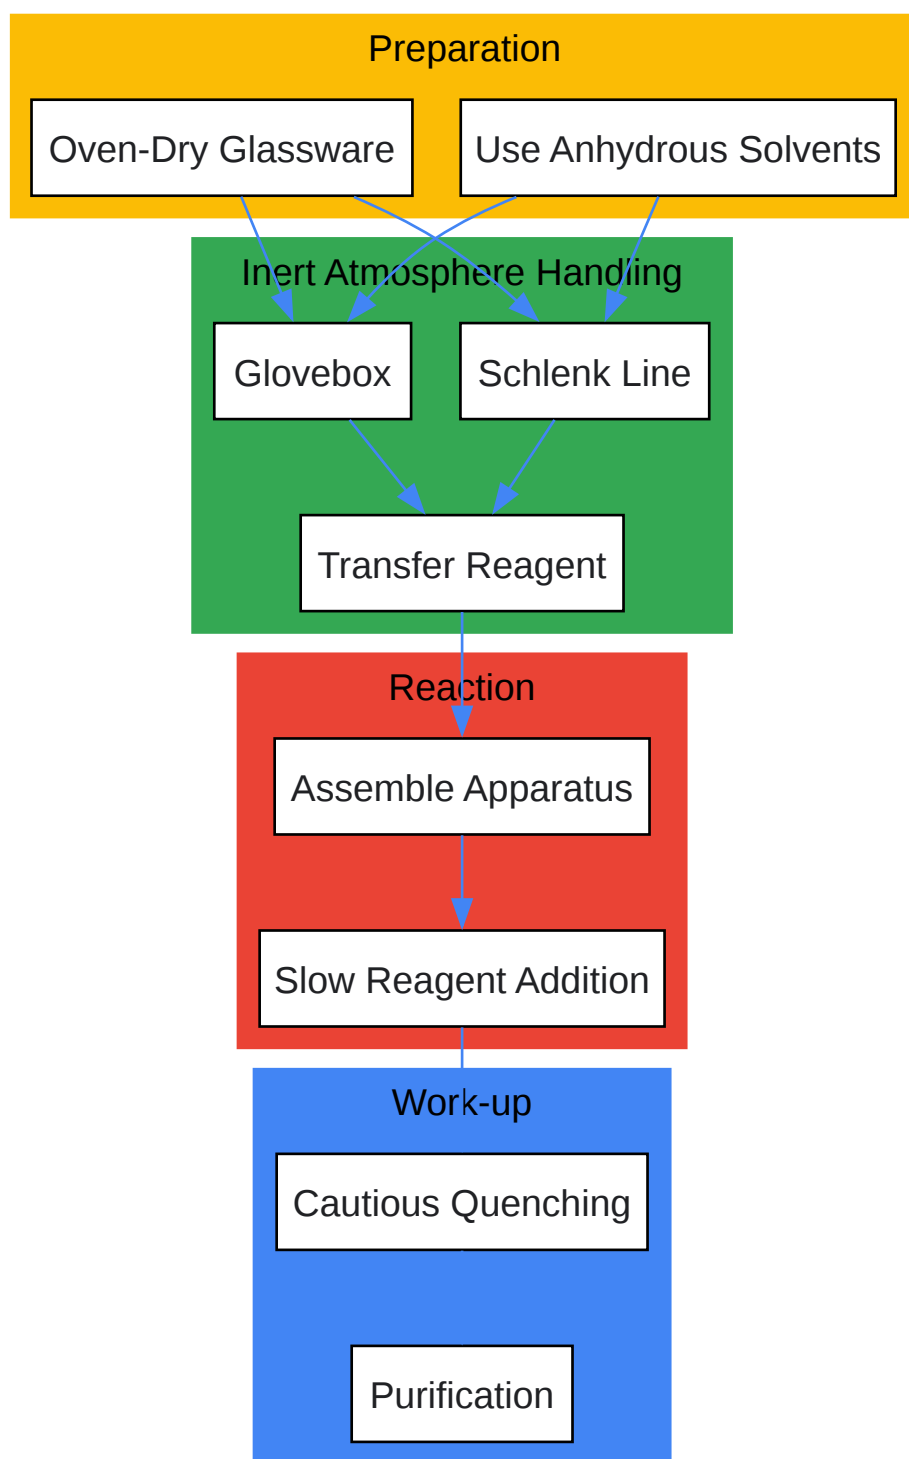 Preparation
Oven-Dry Glassware
Use Anhydrous Solvents
Inert Atmosphere Handling
Glovebox
Schlenk Line
Transfer Reagent
Reaction
Assemble Apparatus
Slow Reagent Addition
Work-up
Cautious Quenching
Purification